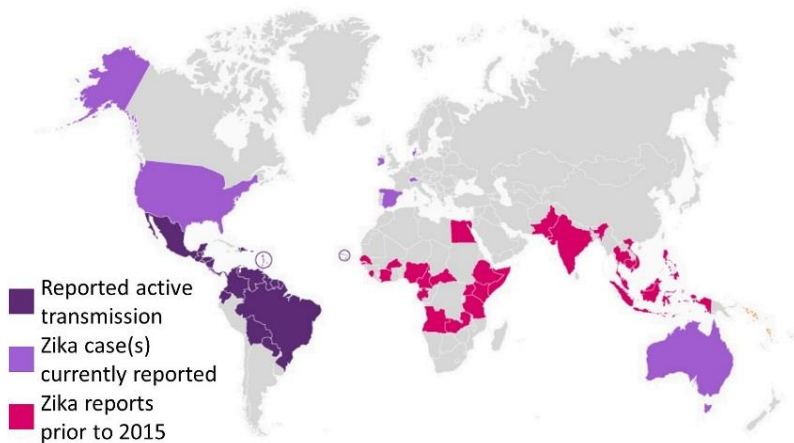 Reported active
transmission
Zika case(s)
currently reported
Zika reports
prior to 2015